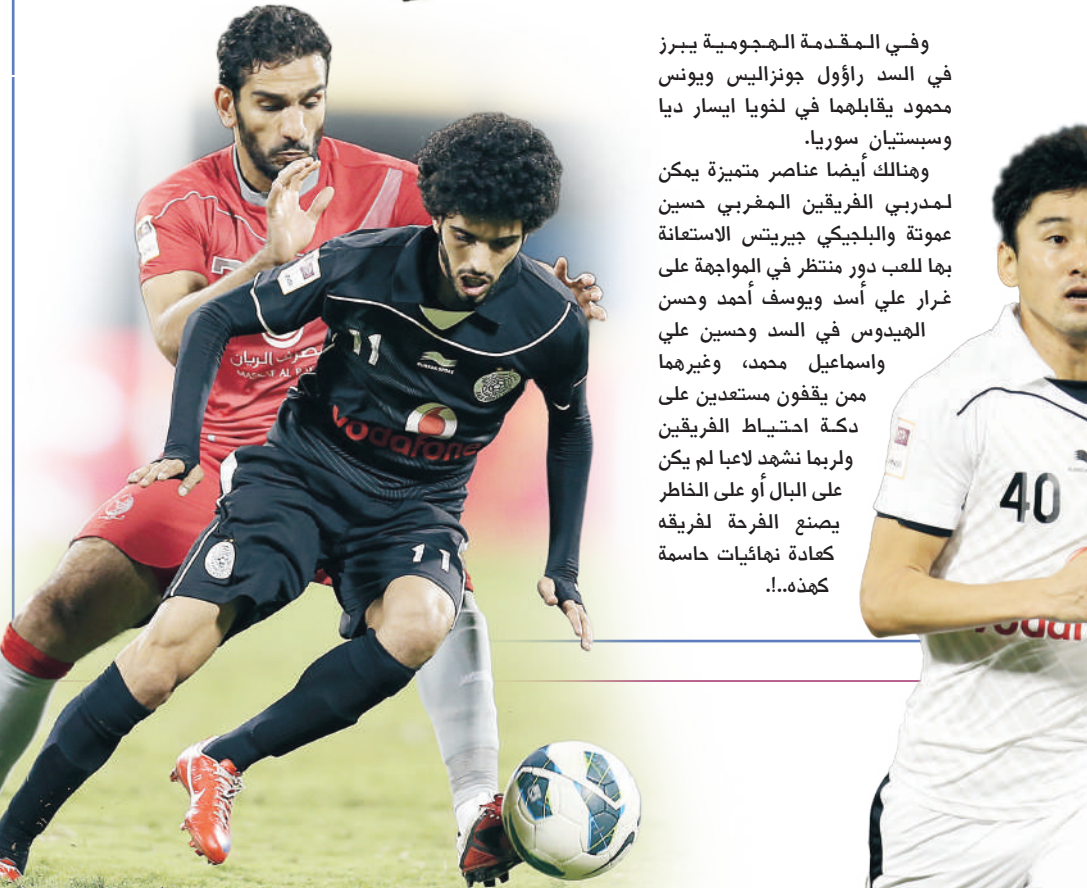 وفي المقدمة الهجومية يبرز
في السد راؤول جونزاليس ويونس
محمود يقابلهما في لخويا ايسار ديا
وسبستيان سوريا.
وهنالك أيضا عناصر متميزة يمكن
لمدربي الفريقين المغربي حسين
عموتة والبلجيكي جيريتس الاستعانة
بها للعب دور منتظر في المواجهة على
غرار علي أسد ويوسف أحمد وحسن
الهيدوس في السد وحسين علي
واسماعيل محمد، وغيرهما
ممن يقفون مستعدين على
دكة احتياط الفريقين
ولربما نشهد لاعبا لم يكن
على البال أو على الخاطر
يصنع الفرحة لفريقه
كعادة نهائيات حاسمة
كهذه..!.
11
vodafone
11
مصرف الريان
40